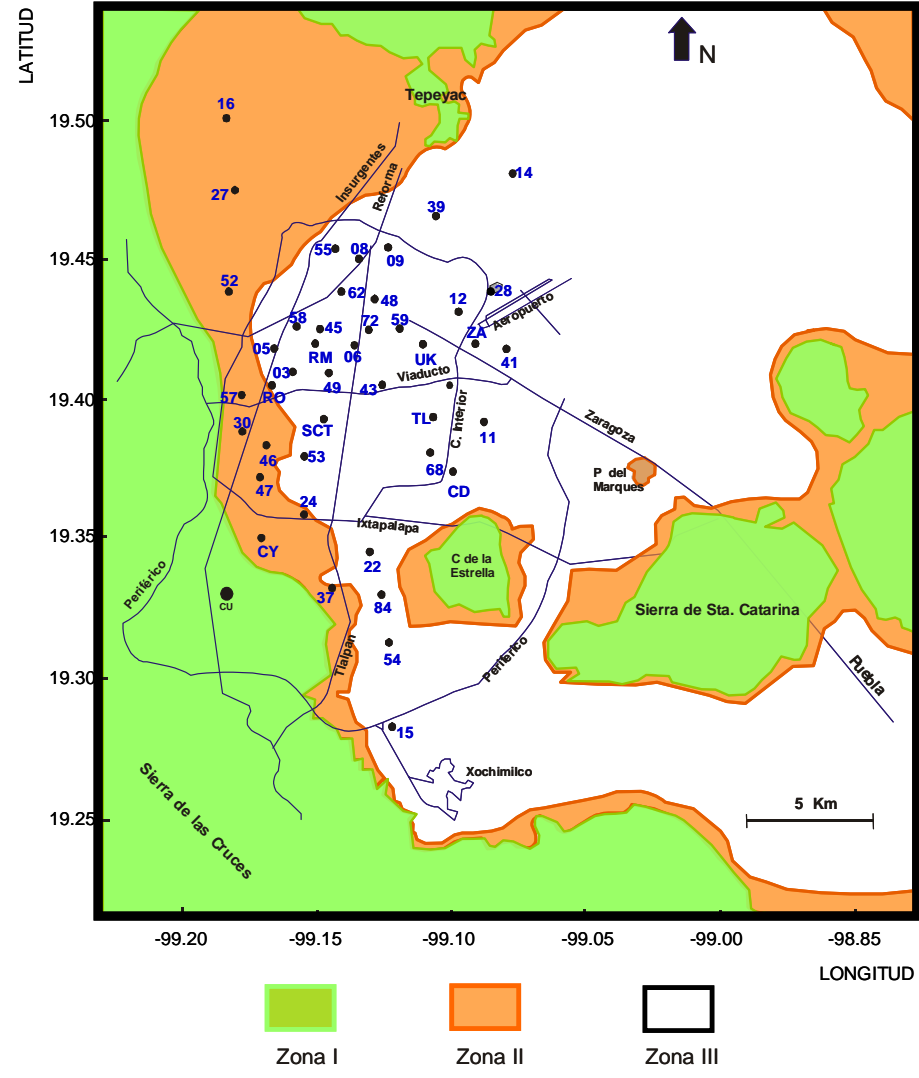 LATITUD
N
Tepeyac
16
19.50
Insurgentes
Reforma
14
27
39
19.45
55
08
09
52
62
48
12
28
Aeropuerto
58
45
72
59
ZA
05
RM
06
UK
41
03
49
Viaducto
43
19.40
57
RO
30
SCT
TL
C. Interior
11
Zaragoza
46
53
68
47
CD
P del
Marques
24
19.35
Ixtapalapa
CY
22
C de la
Estrella
Periférico
CU
37
84
Sierra de Sta. Catarina
Tlalpan
54
Periférico
19.30
Puebla
15
Xochimilco
Sierra de las Cruces
5 Km
19.25
-99.20
-99.15
-99.10
-99.05
-99.00
-98.85
LONGITUD
Zona I
Zona II
Zona III